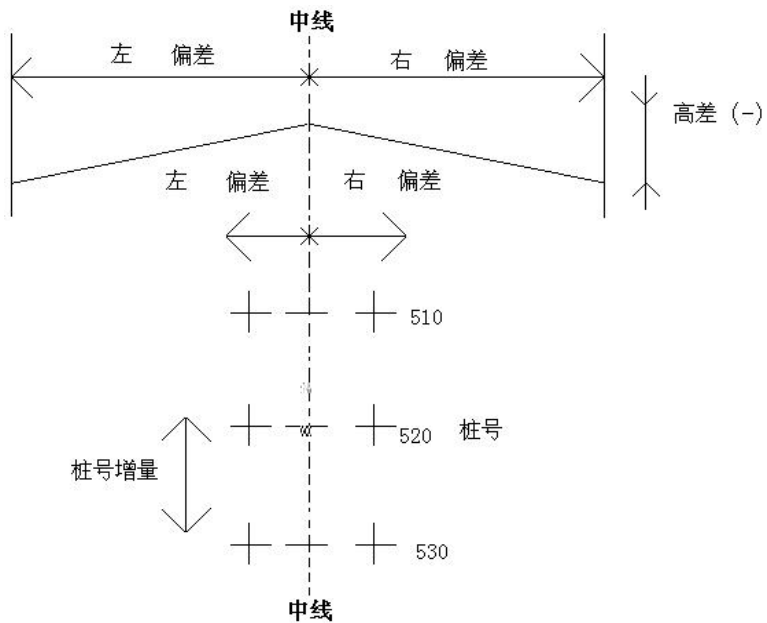 中线
左 偏差
右 偏差
高差 (-)
左 偏差
右 偏差
510
520 桩号
桩号增量
530
中线